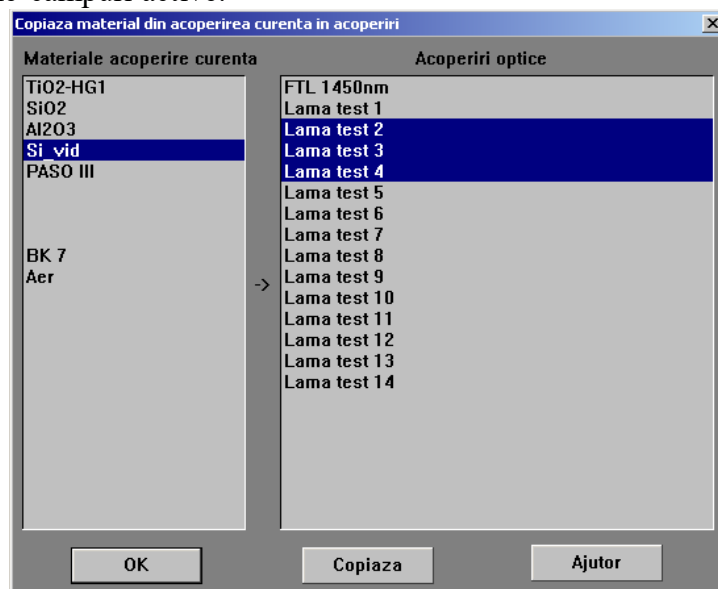 campuri active.
Copiaza material din acoperirea curenta in acoperiri
Materiale acoperire curenta
Acoperiri optice
TiO2-HG1
SiO2
Al2O3
Si_vid
PASO III
BK 7
Aer
->
FTL 1450nm
Lama test 1
Lama test 2
Lama test 3
Lama test 4
Lama test 5
Lama test 6
Lama test 7
Lama test 8
Lama test 9
Lama test 10
Lama test 11
Lama test 12
Lama test 13
Lama test 14
OK
Copiaza
Ajutor